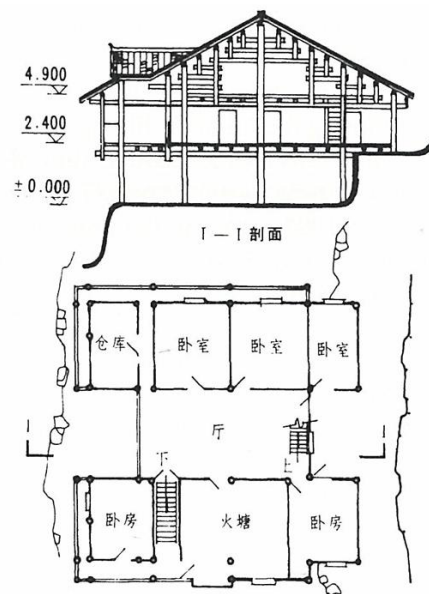 4.900
2.400
±0.000
I—I剖面
仓库 卧室 卧室 卧室
厅
下 上
I I
卧房 火塘 卧房